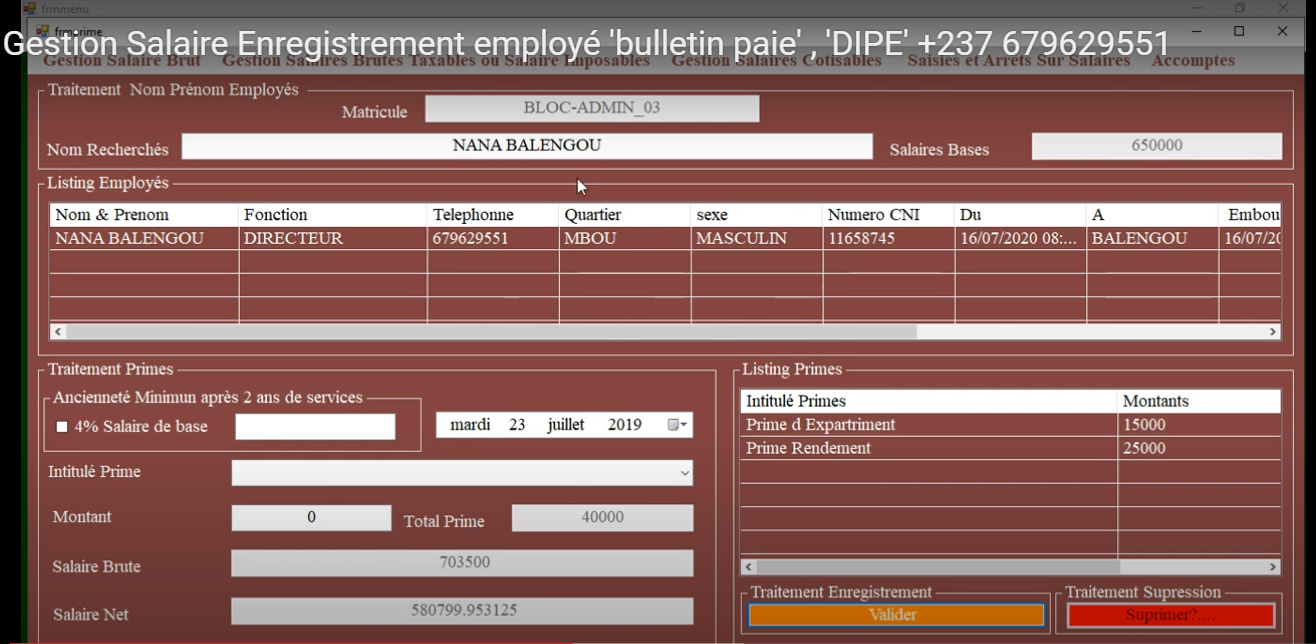 frmmenu
frmprime
Gestion Salaire Enregistrement employé 'bulletin paie' , 'DIPE' +237 679629551
Gestion Salaire Brut Gestion Salaires Brutes Taxables ou Salaire Imposables Gestion Salaires Cotisables Saisies et Arrets Sur Salaires Accomptes
Traitement Nom Prénom Employés
Matricule BLOC-ADMIN_03
Nom Recherchés NANA BALENGOU Salaires Bases 650000
Listing Employés
Nom & Prenom Fonction Telephonne Quartier sexe Numero CNI Du A Embou
NANA BALENGOU DIRECTEUR 679629551 MBOU MASCULIN 11658745 16/07/2020 08:... BALENGOU 16/07/20
Traitement Primes
Ancienneté Minimun après 2 ans de services
4% Salaire de base
mardi 23 juillet 2019
Intitulé Prime
Montant 0 Total Prime 40000
Salaire Brute 703500
Salaire Net 580799.953125
Listing Primes
Intitulé Primes Montants
Prime d Expartriment 15000
Prime Rendement 25000
Traitement Enregistrement
Valider
Traitement Supression
Suprimer?....